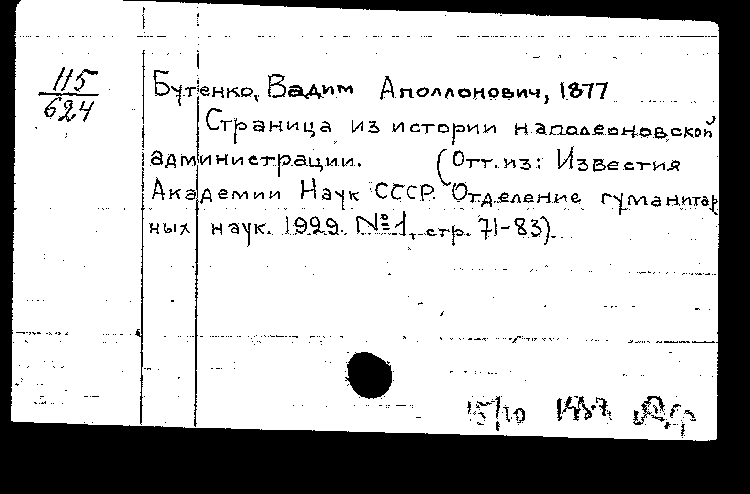 115
624
Бутенко, Вадим Аполлонович, 1877
Страница из истории наполеоновской
администрации. (Отт.из: Известия
Академии Наук СССР. Отделение гуманитар
ных наук. 1929. №1, стр. 71-83).
15/10